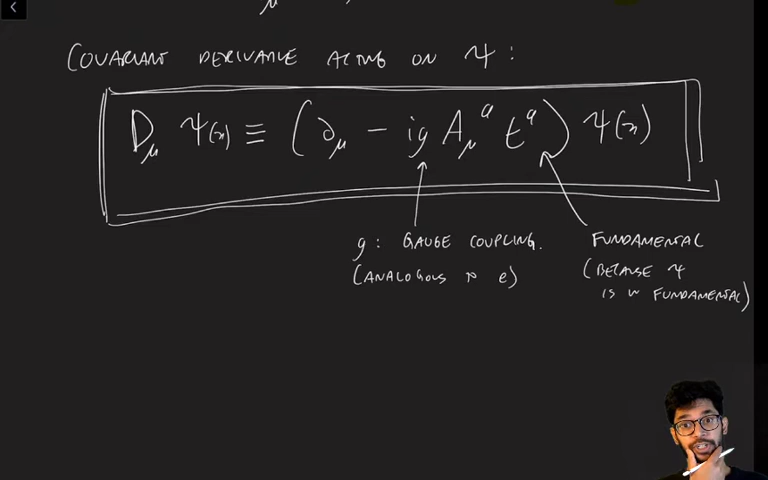 μ
COVARIANT DERIVATIVE ACTING ON ψ :
D_μ ψ(x) ≡ (∂_μ − ig A_μ^a t^a) ψ(x)
g : GAUGE COUPLING.
(ANALOGOUS TO e)
FUNDAMENTAL
(BECAUSE ψ
IS IN FUNDAMENTAL)